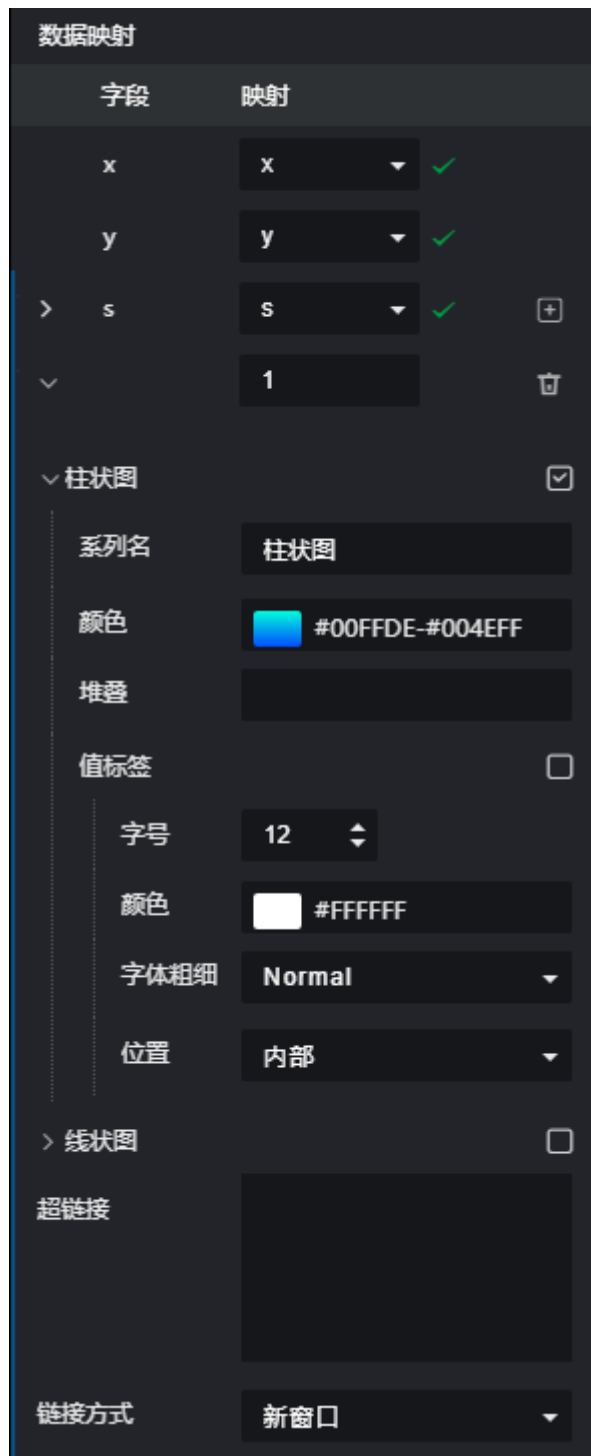 数据映射
字段 映射
x x
y y
s s
1
柱状图
系列名 柱状图
颜色 #00FFDE-#004EFF
堆叠
值标签
字号 12
颜色 #FFFFFF
字体粗细 Normal
位置 内部
线状图
超链接
链接方式 新窗口